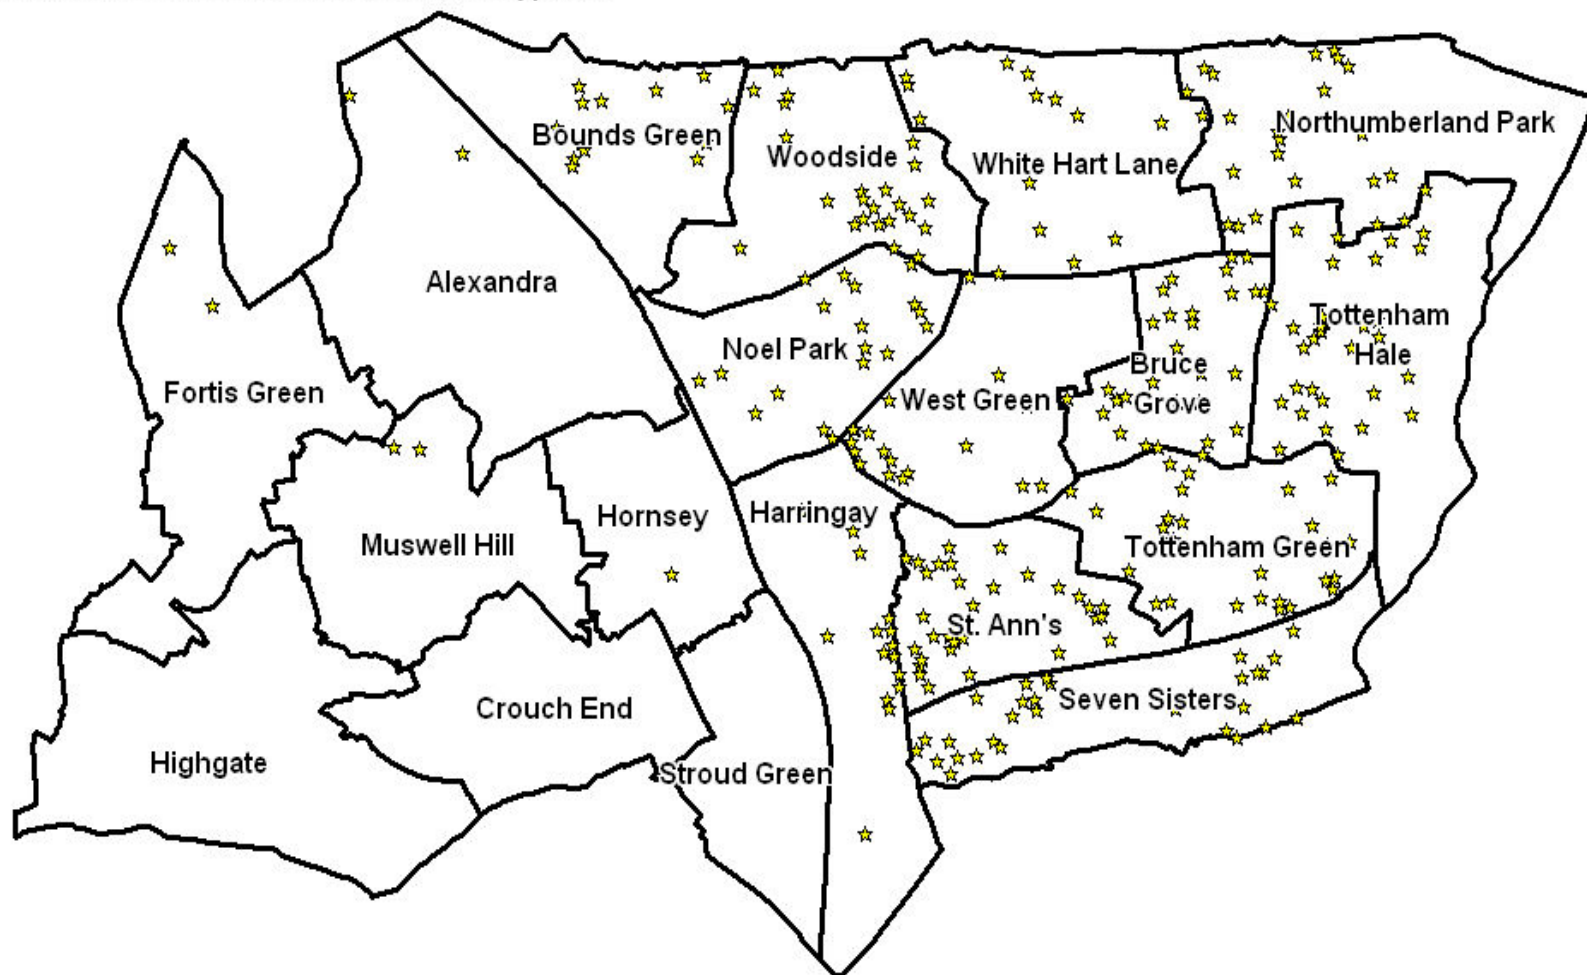 Bounds Green
Northumberland Park
Woodside
White Hart Lane
Alexandra
Tottenham
Hale
Noel Park
Bruce
Grove
Fortis Green
West Green
Harringay
Hornsey
Muswell Hill
Tottenham Green
St. Ann's
Seven Sisters
Crouch End
Highgate
Stroud Green